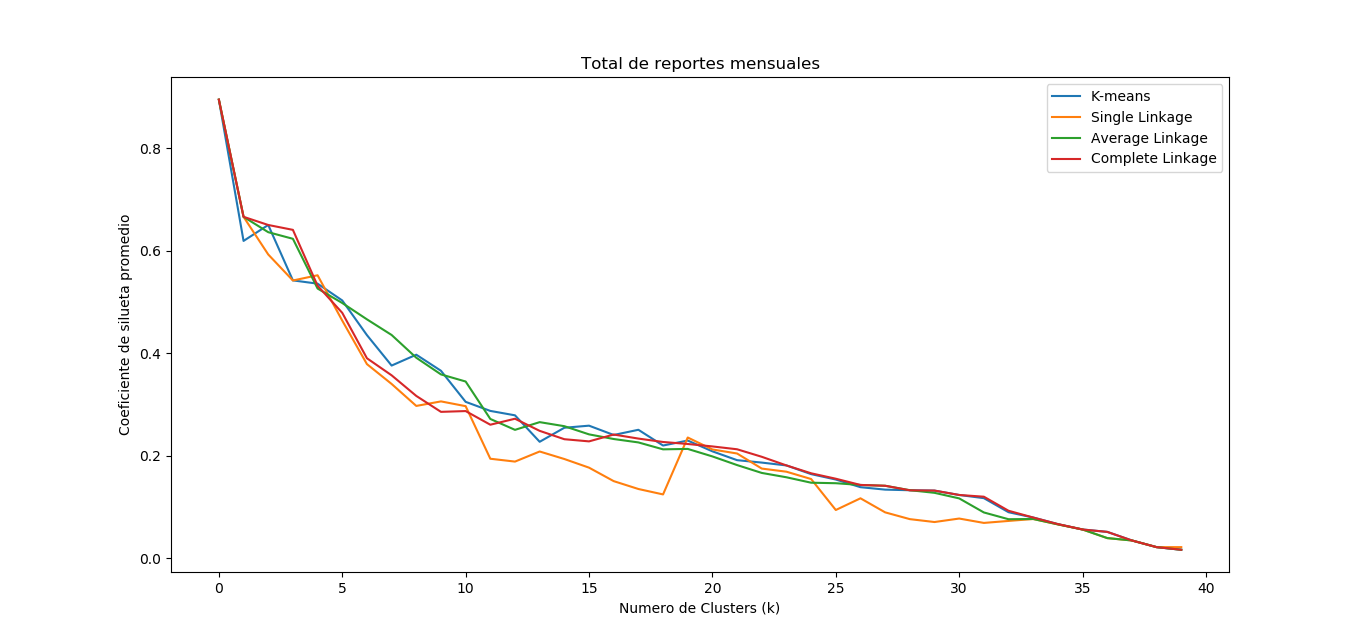 Total de reportes mensuales
K-means
Single Linkage
Average Linkage
Complete Linkage
Coeficiente de silueta promedio
0.8
0.6
0.4
0.2
0.0
0 5 10 15 20 25 30 35 40
Numero de Clusters (k)